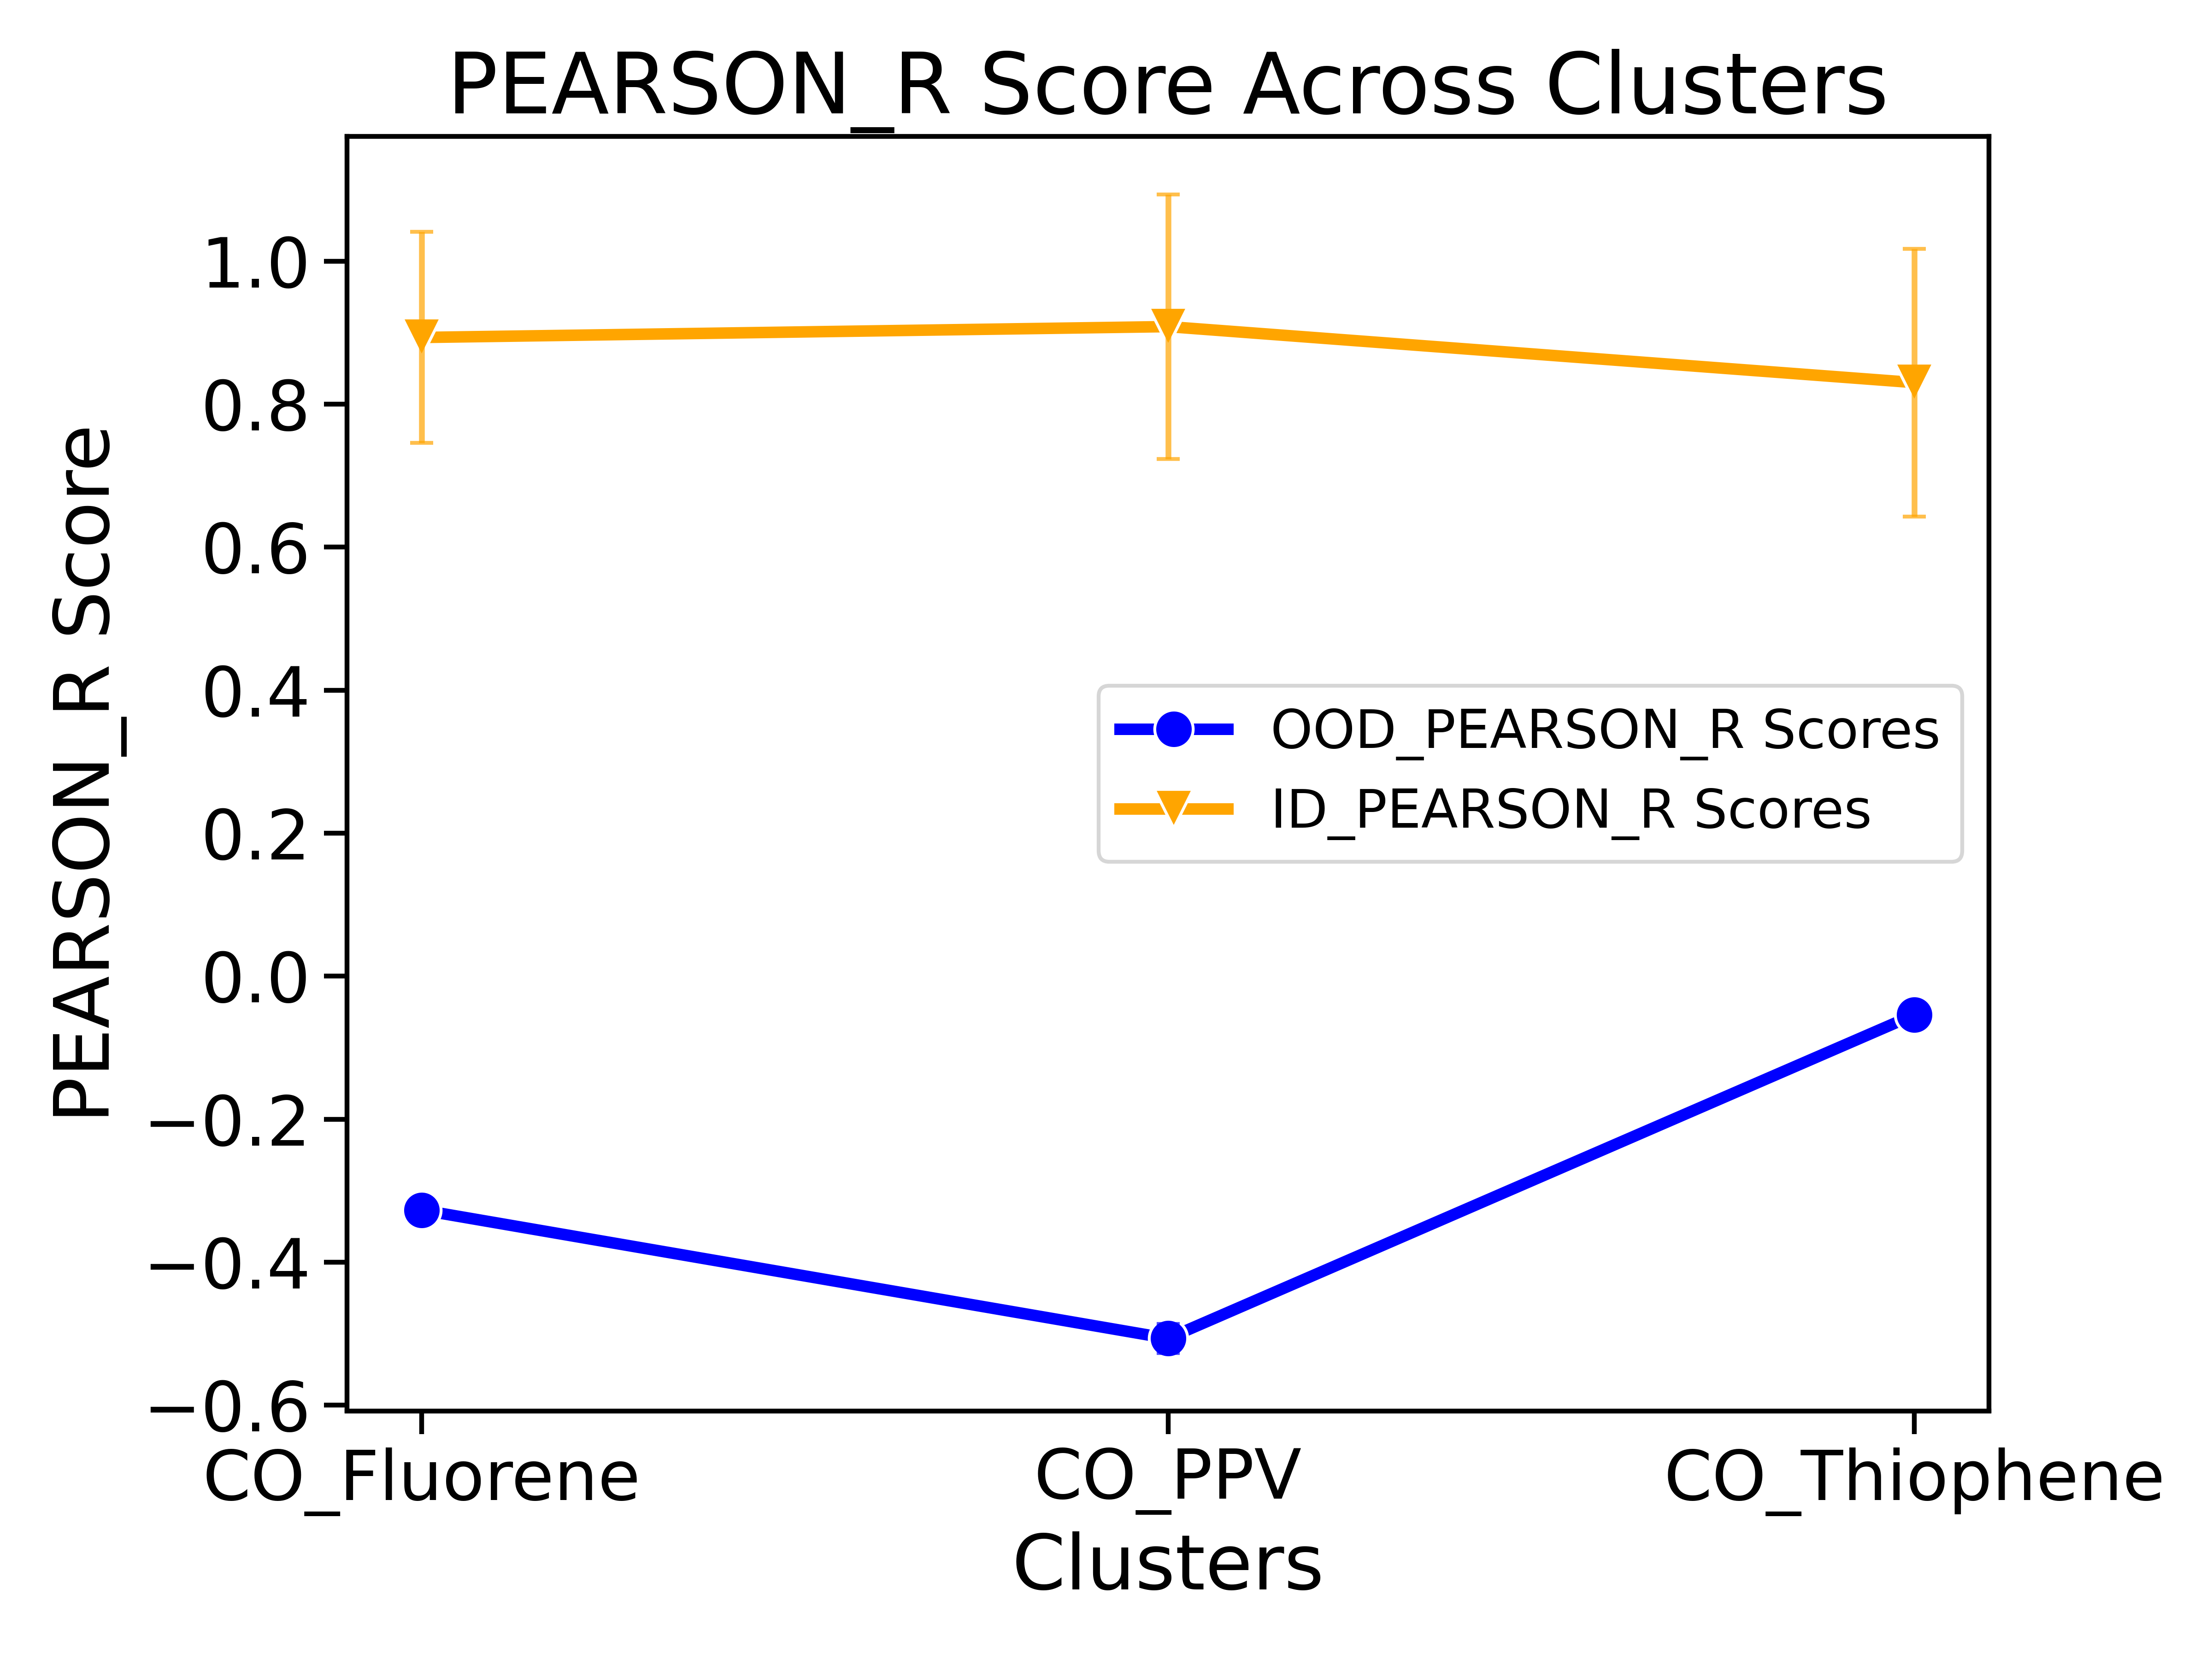 PEARSON_R Score Across Clusters
PEARSON_R Score
1.0
0.8
0.6
0.4
0.2
0.0
−0.2
−0.4
−0.6
OOD_PEARSON_R Scores
ID_PEARSON_R Scores
CO_Fluorene
CO_PPV
CO_Thiophene
Clusters